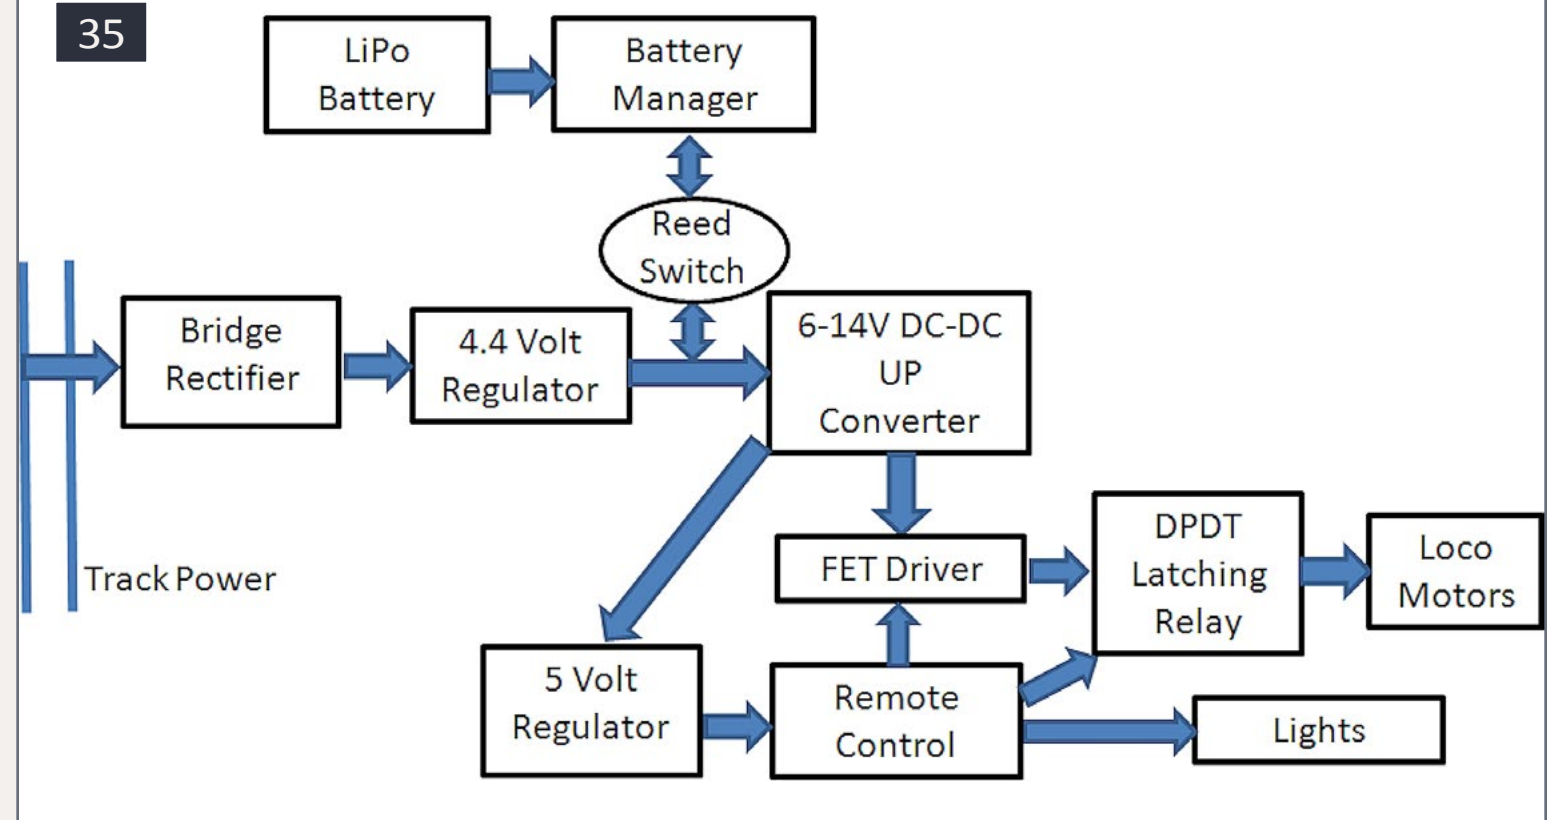 35
LiPo
Battery
Battery
Manager
Reed
Switch
Bridge
Rectifier
4.4 Volt
Regulator
6-14V DC-DC
UP
Converter
Track Power
FET Driver
DPDT
Latching
Relay
Loco
Motors
5 Volt
Regulator
Remote
Control
Lights